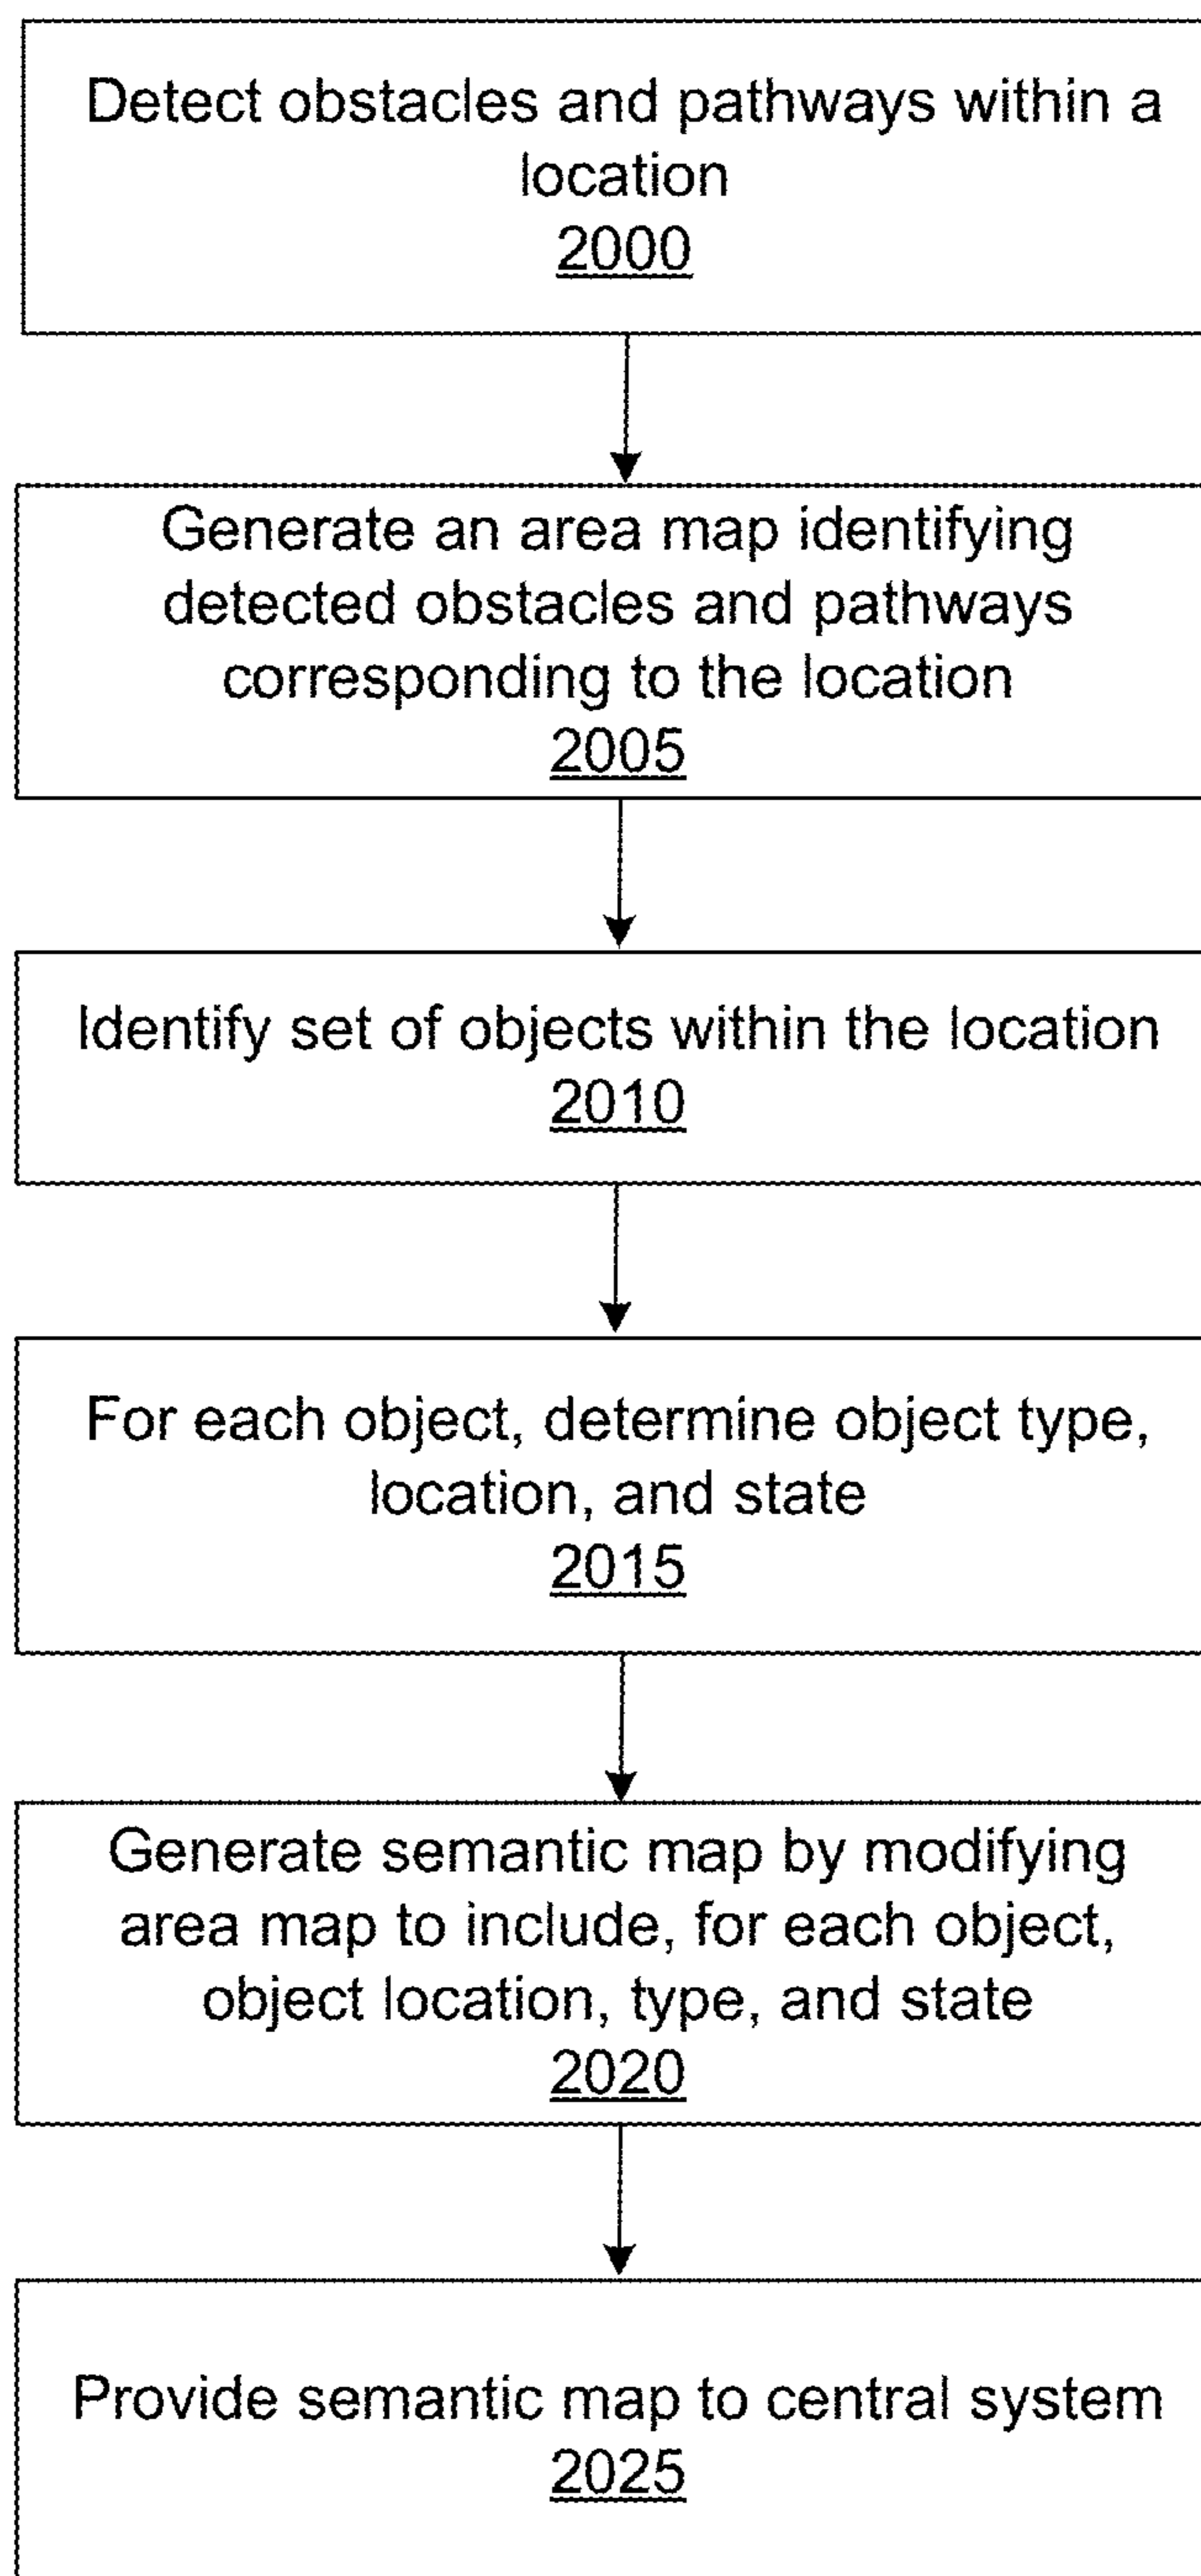 Detect obstacles and pathways within a
location
2000
Generate an area map identifying
detected obstacles and pathways
corresponding to the location
2005
Identify set of objects within the location
2010
For each object, determine object type,
location, and state
2015
Generate semantic map by modifying
area map to include, for each object,
object location, type, and state
2020
Provide semantic map to central system
2025